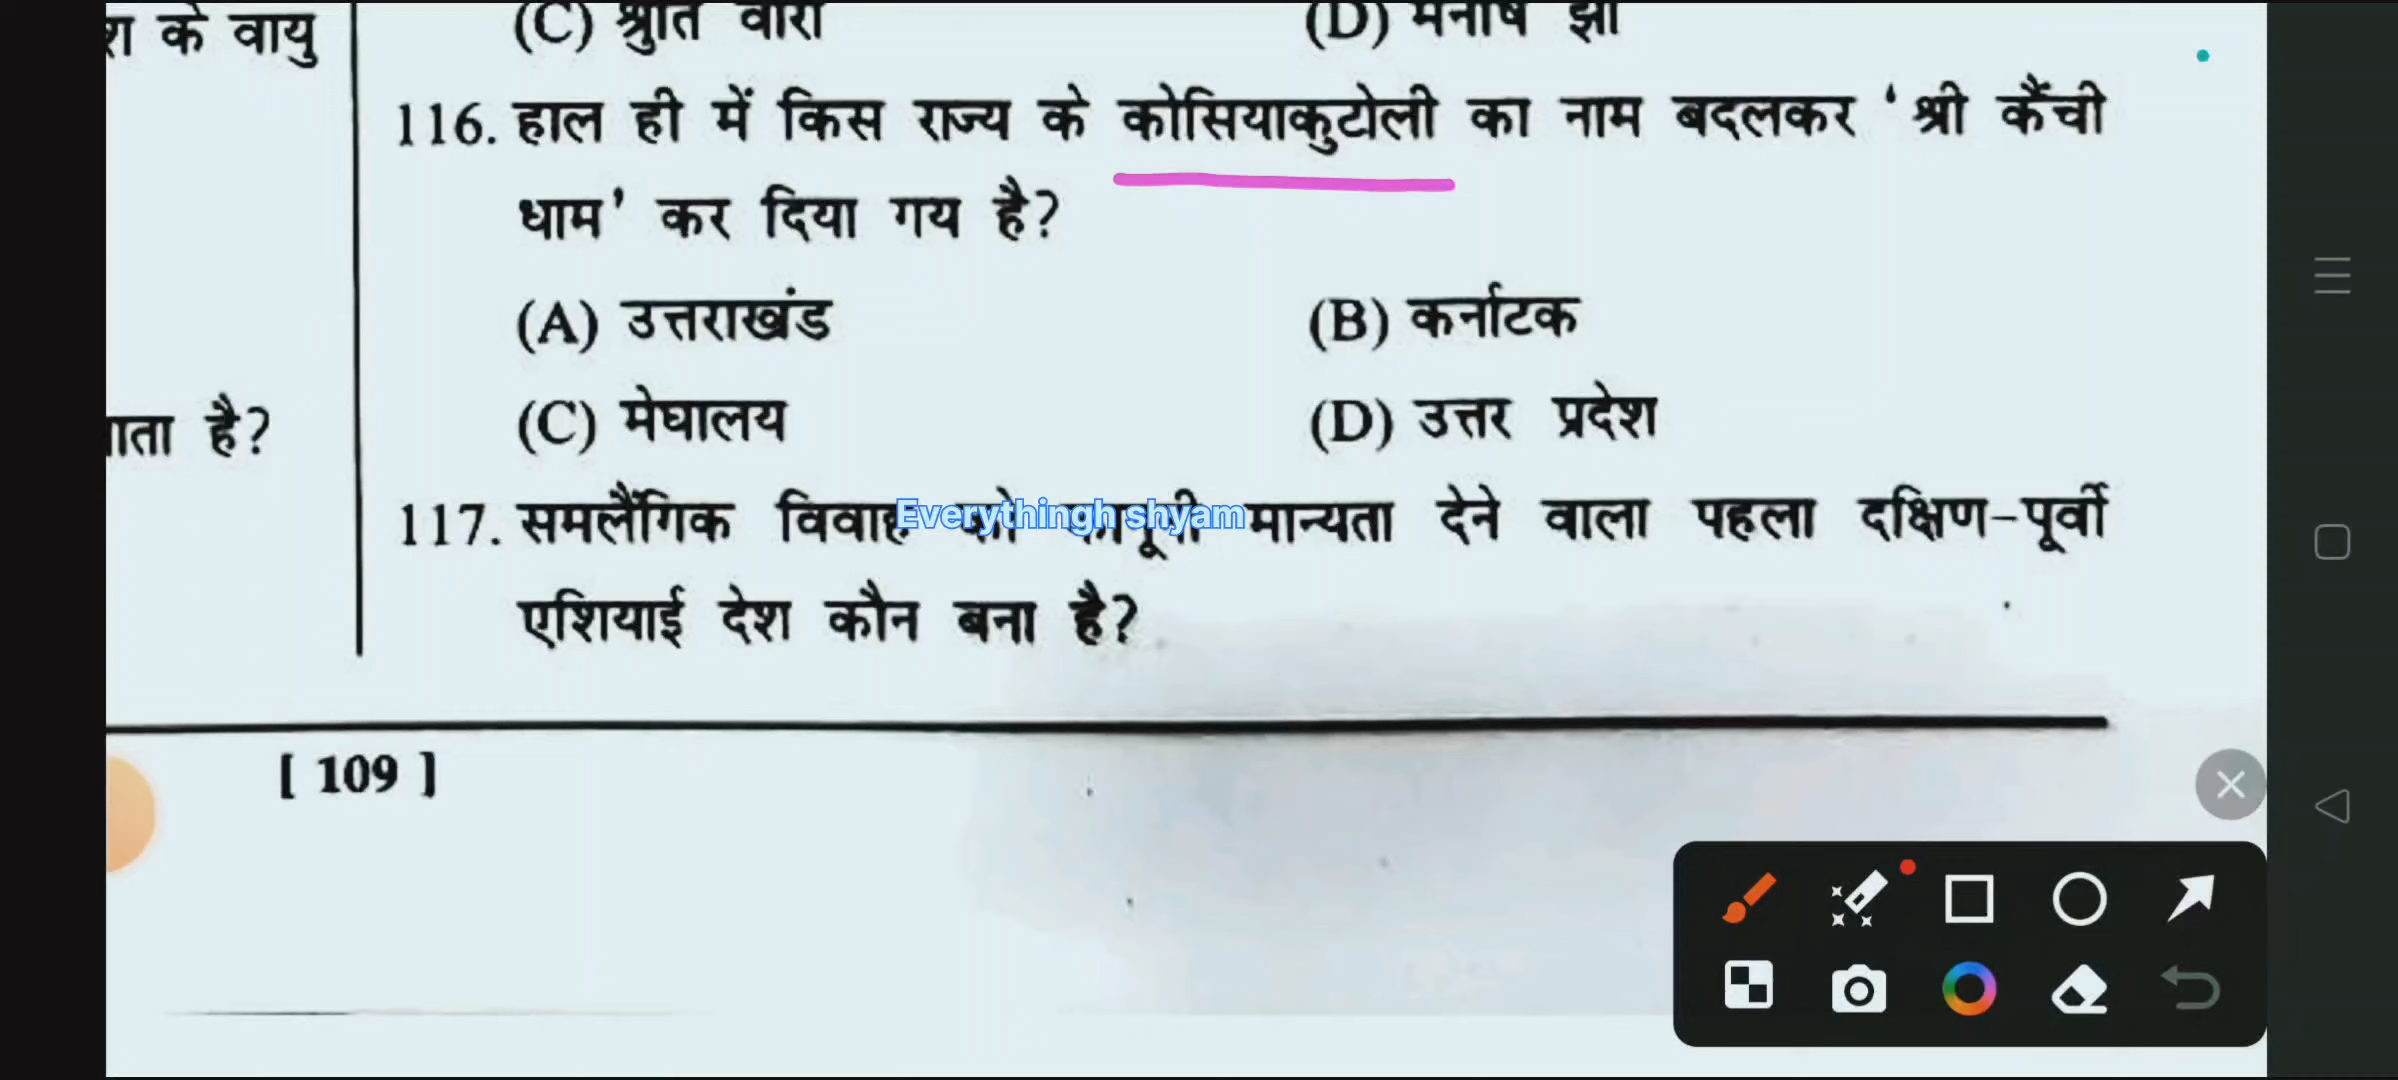 श के वायु
(C) श्रुति वोरा (D) मनीष झा
116. हाल ही में किस राज्य के कोसियाकुटोली का नाम बदलकर ‘श्री कैंची
धाम’ कर दिया गय है?
(A) उत्तराखंड (B) कर्नाटक
ाता है?
(C) मेघालय (D) उत्तर प्रदेश
117. समलैंगिक विवाह को कानूनी मान्यता देने वाला पहला दक्षिण-पूर्वी
Everythingh shyam
एशियाई देश कौन बना है?
[ 109 ]